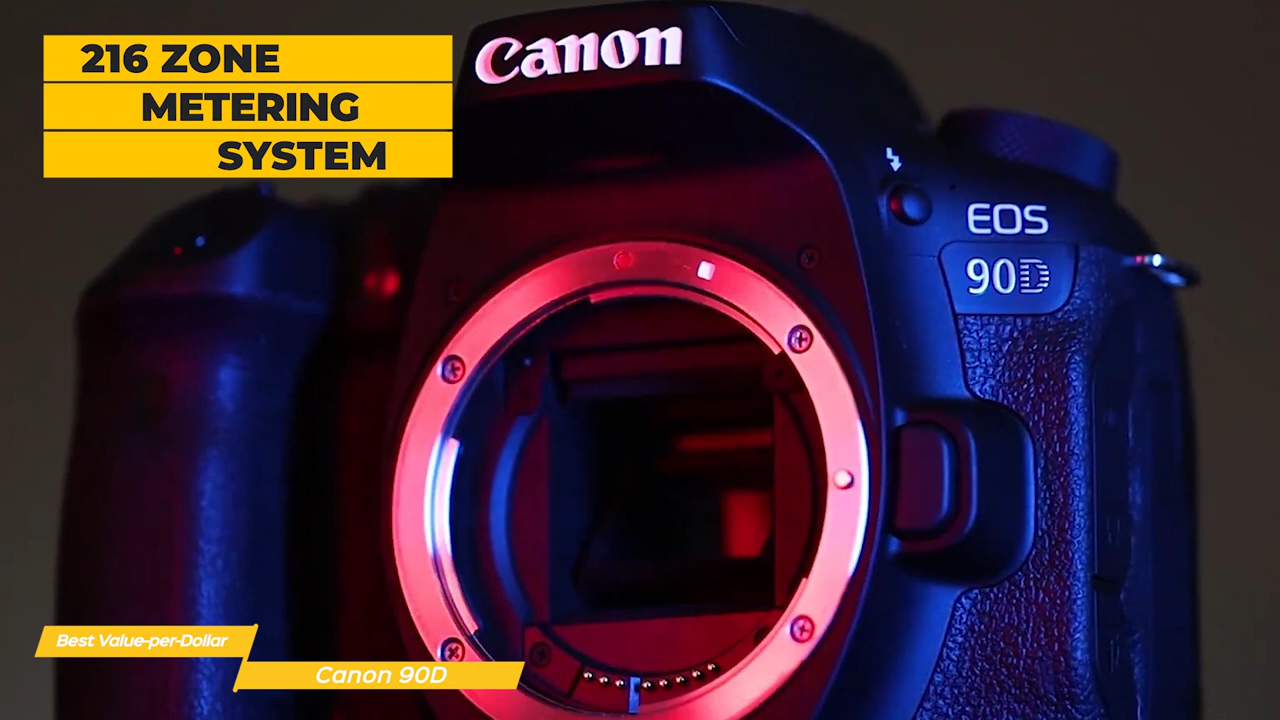 216 ZONE
METERING
SYSTEM
Canon
EOS
90D
Best Value-per-Dollar
Canon 90D